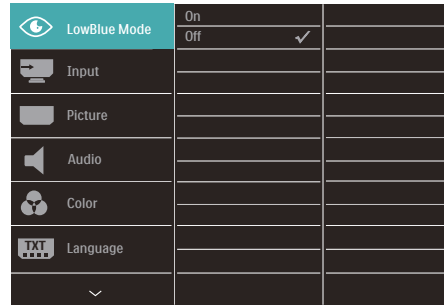 LowBlue Mode
On
Off
Input
Picture
Audio
Color
TXT
Language